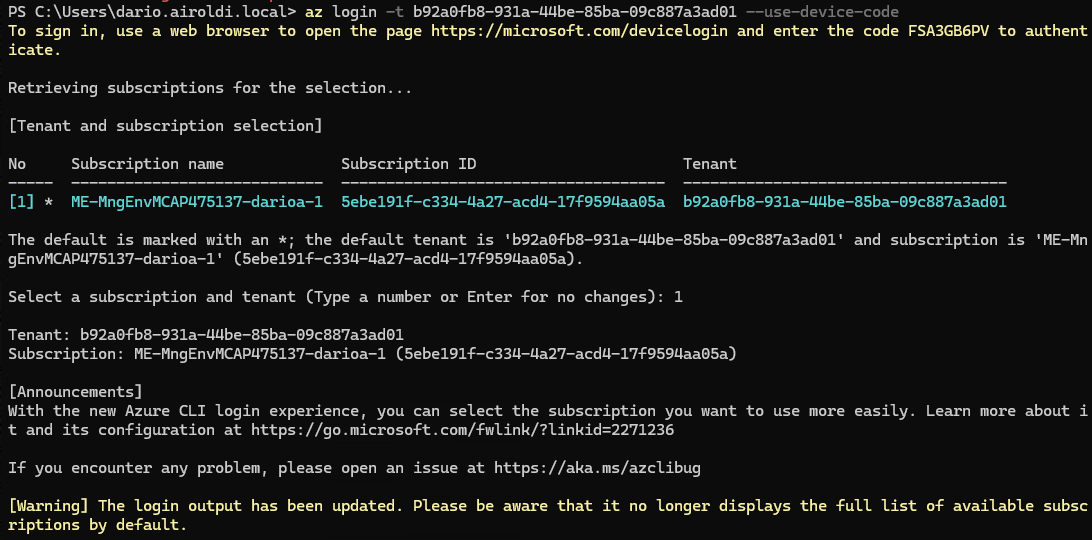 PS C:\Users\dario.airoldi.local> az login -t b92a0fb8-931a-44be-85ba-09c887a3ad01 --use-device-code
To sign in, use a web browser to open the page https://microsoft.com/devicelogin and enter the code FSA3GB6PV to authent
icate.
Retrieving subscriptions for the selection...
[Tenant and subscription selection]
No     Subscription name             Subscription ID                       Tenant
-----  ----------------------------  ------------------------------------  ------------------------------------
[1] *  ME-MngEnvMCAP475137-darioa-1  5ebe191f-c334-4a27-acd4-17f9594aa05a  b92a0fb8-931a-44be-85ba-09c887a3ad01
The default is marked with an *; the default tenant is 'b92a0fb8-931a-44be-85ba-09c887a3ad01' and subscription is 'ME-Mn
gEnvMCAP475137-darioa-1' (5ebe191f-c334-4a27-acd4-17f9594aa05a).
Select a subscription and tenant (Type a number or Enter for no changes): 1
Tenant: b92a0fb8-931a-44be-85ba-09c887a3ad01
Subscription: ME-MngEnvMCAP475137-darioa-1 (5ebe191f-c334-4a27-acd4-17f9594aa05a)
[Announcements]
With the new Azure CLI login experience, you can select the subscription you want to use more easily. Learn more about i
t and its configuration at https://go.microsoft.com/fwlink/?linkid=2271236
If you encounter any problem, please open an issue at https://aka.ms/azclibug
[Warning] The login output has been updated. Please be aware that it no longer displays the full list of available subsc
riptions by default.